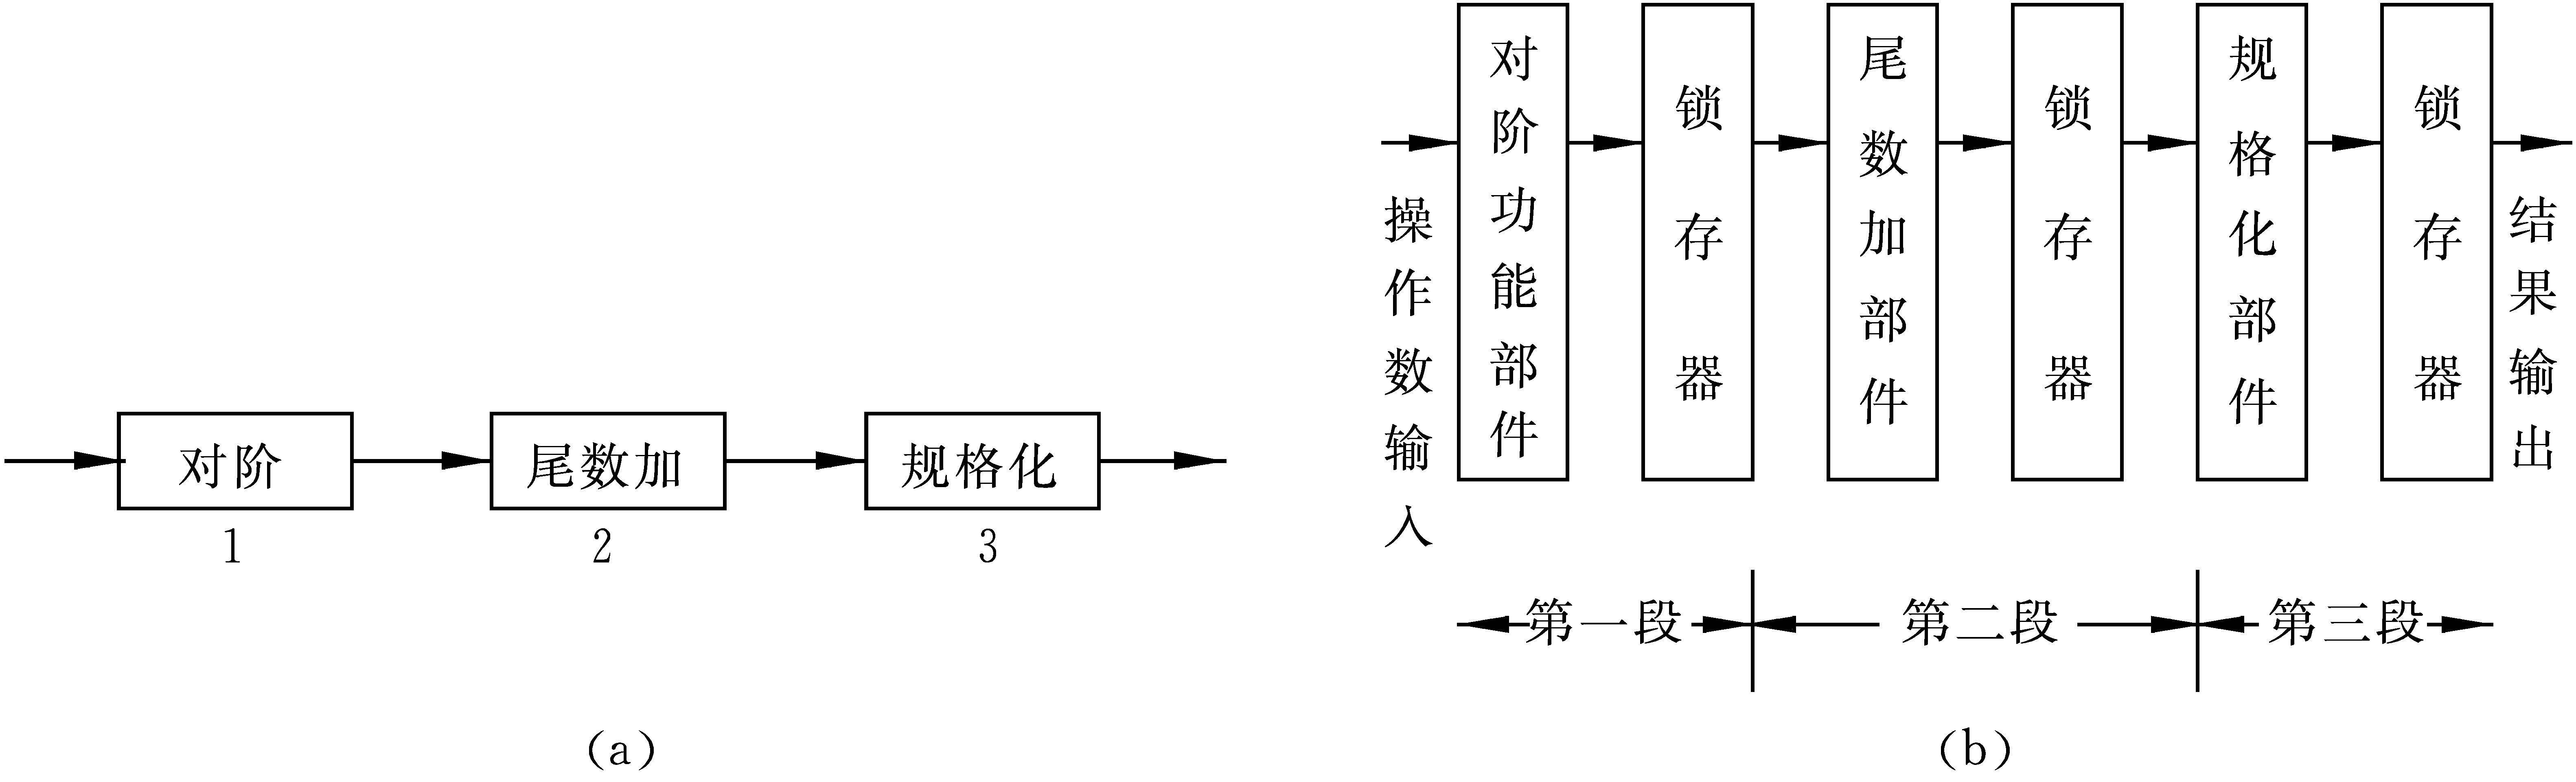 对阶
尾数加
规格化
1
2
3
(a)
操作数输入
对阶功能部件
锁存器
尾数加部件
锁存器
规格化部件
锁存器
结果输出
第一段
第二段
第三段
(b)